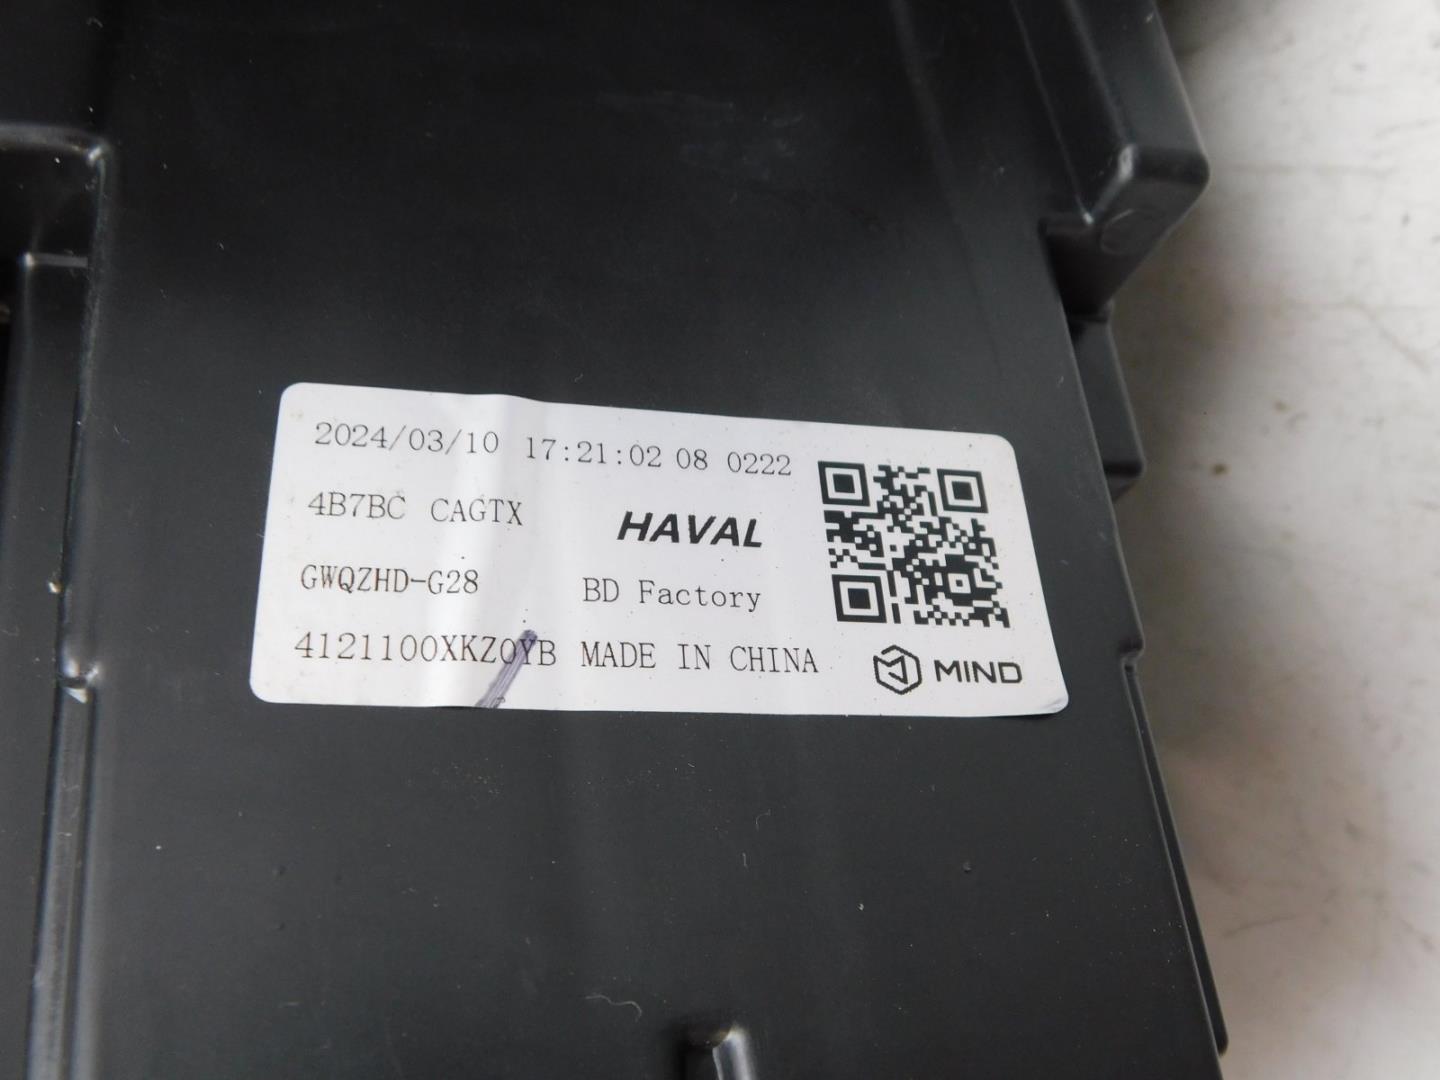 2024/03/10 17:21:02 08 0222
4B7BC CAGTX
HAVAL
GWQZHD-G28 BD Factory
4121100XKZ0YB MADE IN CHINA
MIND